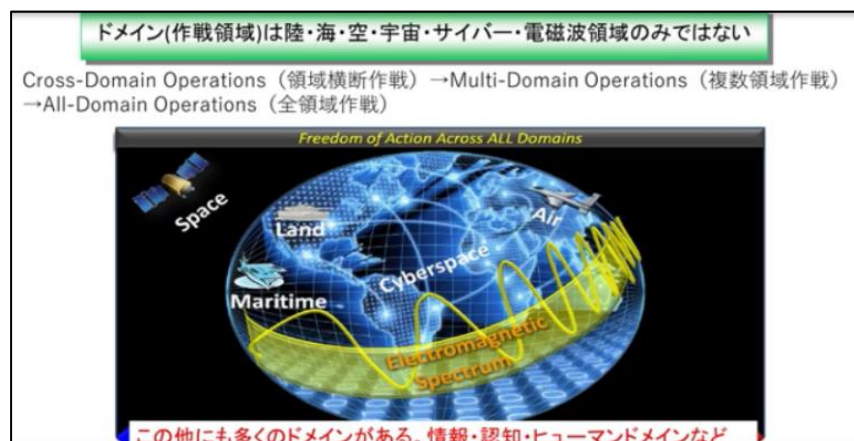 ドメイン(作戦領域)は陸・海・空・宇宙・サイバー・電磁波領域のみではない
Cross-Domain Operations（領域横断作戦）→Multi-Domain Operations（複数領域作戦）
→All-Domain Operations（全領域作戦）
Freedom of Action Across ALL Domains
Space
Land
Air
Cyberspace
Maritime
Electromagnetic
Spectrum
この他にも多くのドメインがある。情報・認知・ヒューマンドメインなど